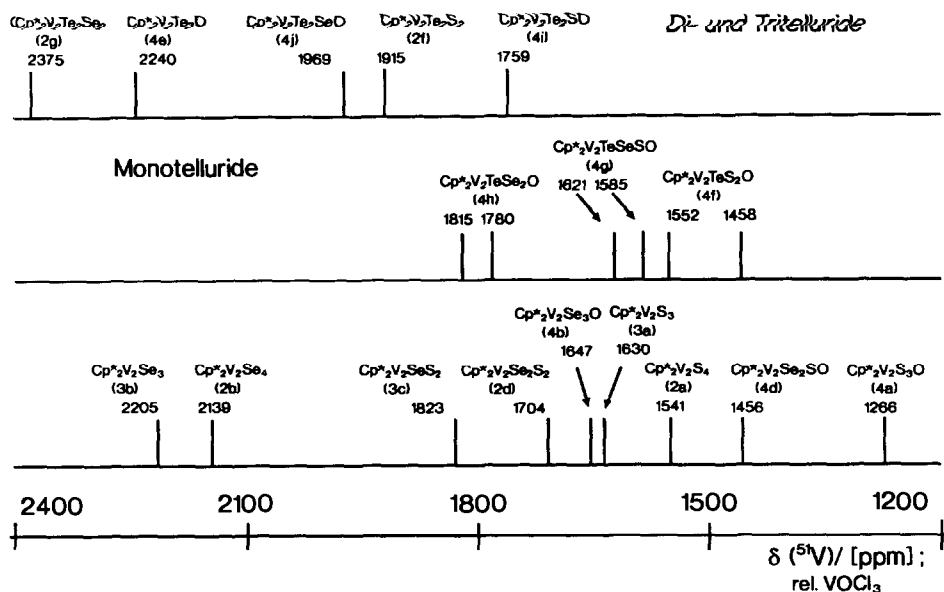 Cp*₂V₂Te₂Se₂ Cp*₂V₂Te₃O Cp*₂V₂Te₂SeO Cp*₂V₂Te₂S₂ Cp*₂V₂Te₂SO Di- und Tritelluride
(2g) (4e) (4j) (2f) (4i)
2375 2240 1969 1915 1759
Cp*₂V₂TeSeSO
Monotelluride (4g) Cp*₂V₂TeS₂O
Cp*₂V₂TeSe₂O 1621 1585 (4f)
(4h) 1552 1458
1815 1780
Cp*₂V₂Se₃O Cp*₂V₂S₃
(4b) (3a)
1647 1630
Cp*₂V₂Se₃ Cp*₂V₂Se₄ Cp*₂V₂SeS₂ Cp*₂V₂Se₂S₂ Cp*₂V₂S₄ Cp*₂V₂Se₂SO Cp*₂V₂S₃O
(3b) (2b) (3c) (2d) (2a) (4d) (4a)
2205 2139 1823 1704 1541 1456 1266
2400 2100 1800 1500 1200
δ (⁵¹V)/ [ppm] ;
rel. VOCl₃